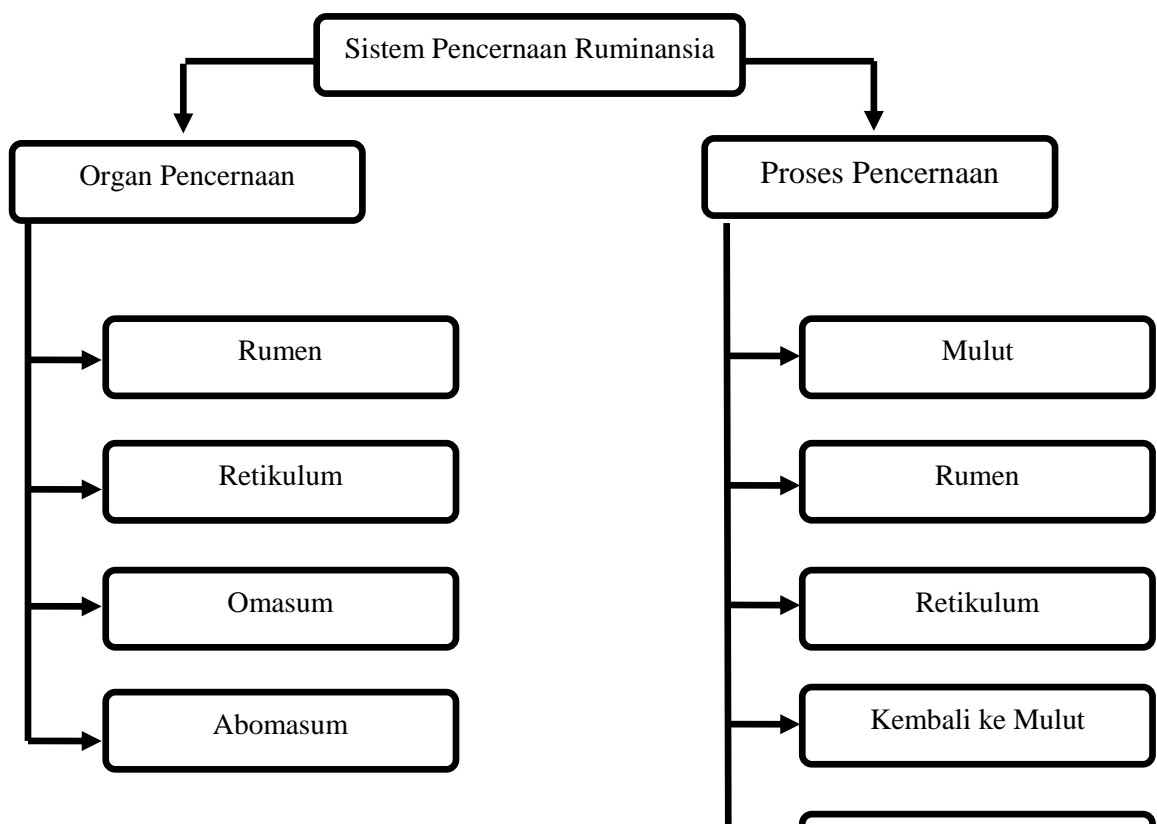 Sistem Pencernaan Ruminansia
Organ Pencernaan
Rumen
Retikulum
Omasum
Abomasum
Proses Pencernaan
Mulut
Rumen
Retikulum
Kembali ke Mulut